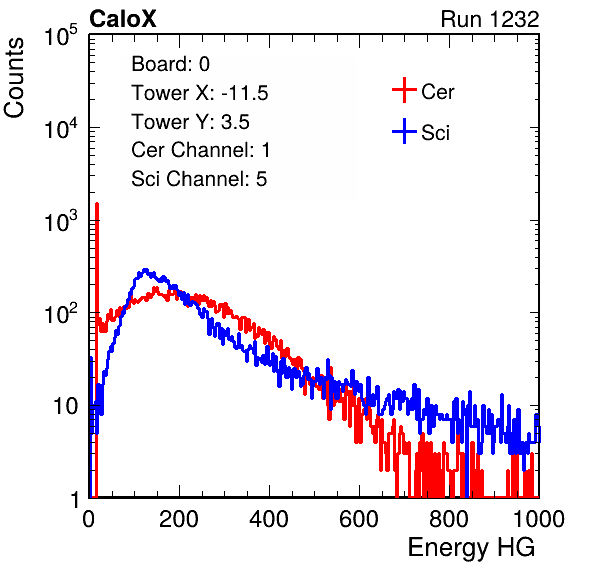 CaloX Run 1232
Counts
Board: 0
Tower X: -11.5
Tower Y: 3.5
Cer Channel: 1
Sci Channel: 5
Cer
Sci
10^5
10^4
10^3
10^2
10
1
0 200 400 600 800 1000
Energy HG